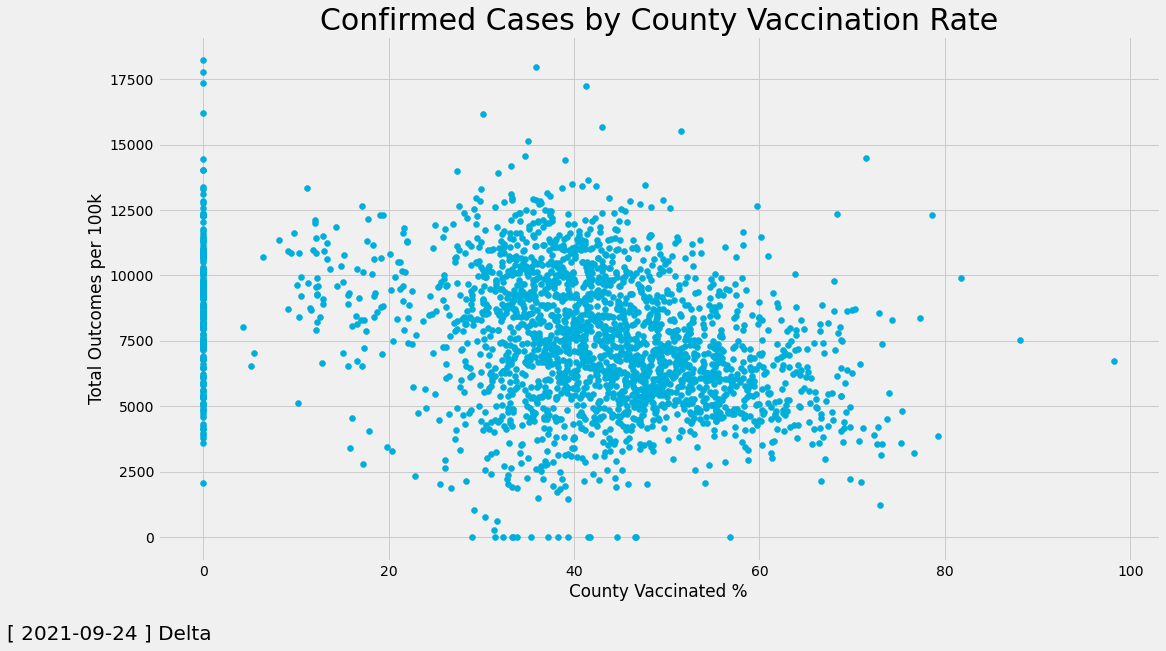 Confirmed Cases by County Vaccination Rate
17500
15000
12500
10000
7500
5000
2500
0
Total Outcomes per 100k
0 20 40 60 80 100
County Vaccinated %
[ 2021-09-24 ] Delta